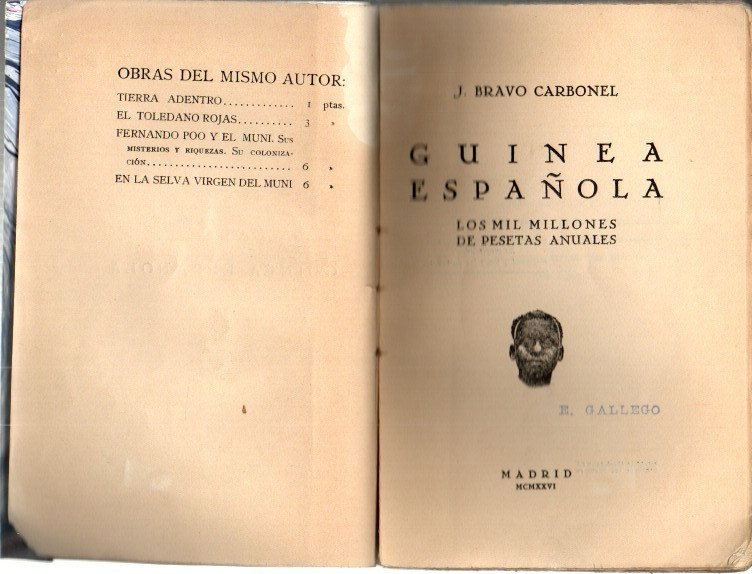 OBRAS DEL MISMO AUTOR:
TIERRA ADENTRO............. 1 ptas.
EL TOLEDANO ROJAS.......... 3 »
FERNANDO POO Y EL MUNI. Sus
misterios y riquezas. Su coloniza-
ción......................... 6 »
EN LA SELVA VIRGEN DEL MUNI 6 »
J. BRAVO CARBONEL
GUINEA
ESPAÑOLA
LOS MIL MILLONES
DE PESETAS ANUALES
E. GALLEGO
MADRID
MCMXXVI